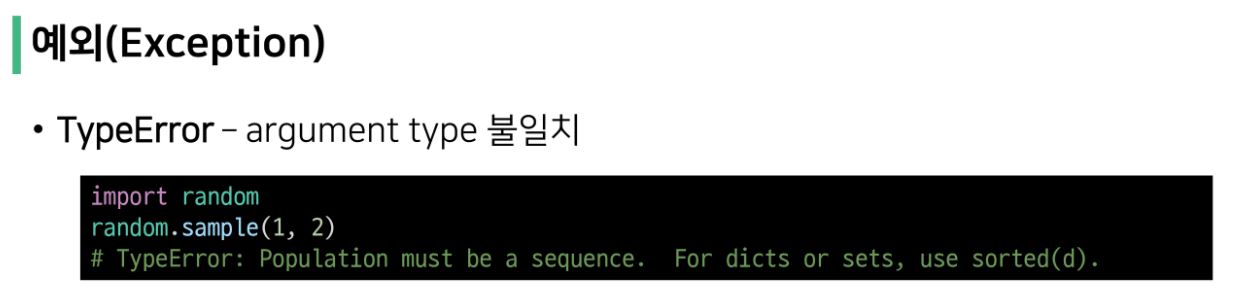 예외(Exception)
• TypeError – argument type 불일치
import random
random.sample(1, 2)
# TypeError: Population must be a sequence.  For dicts or sets, use sorted(d).